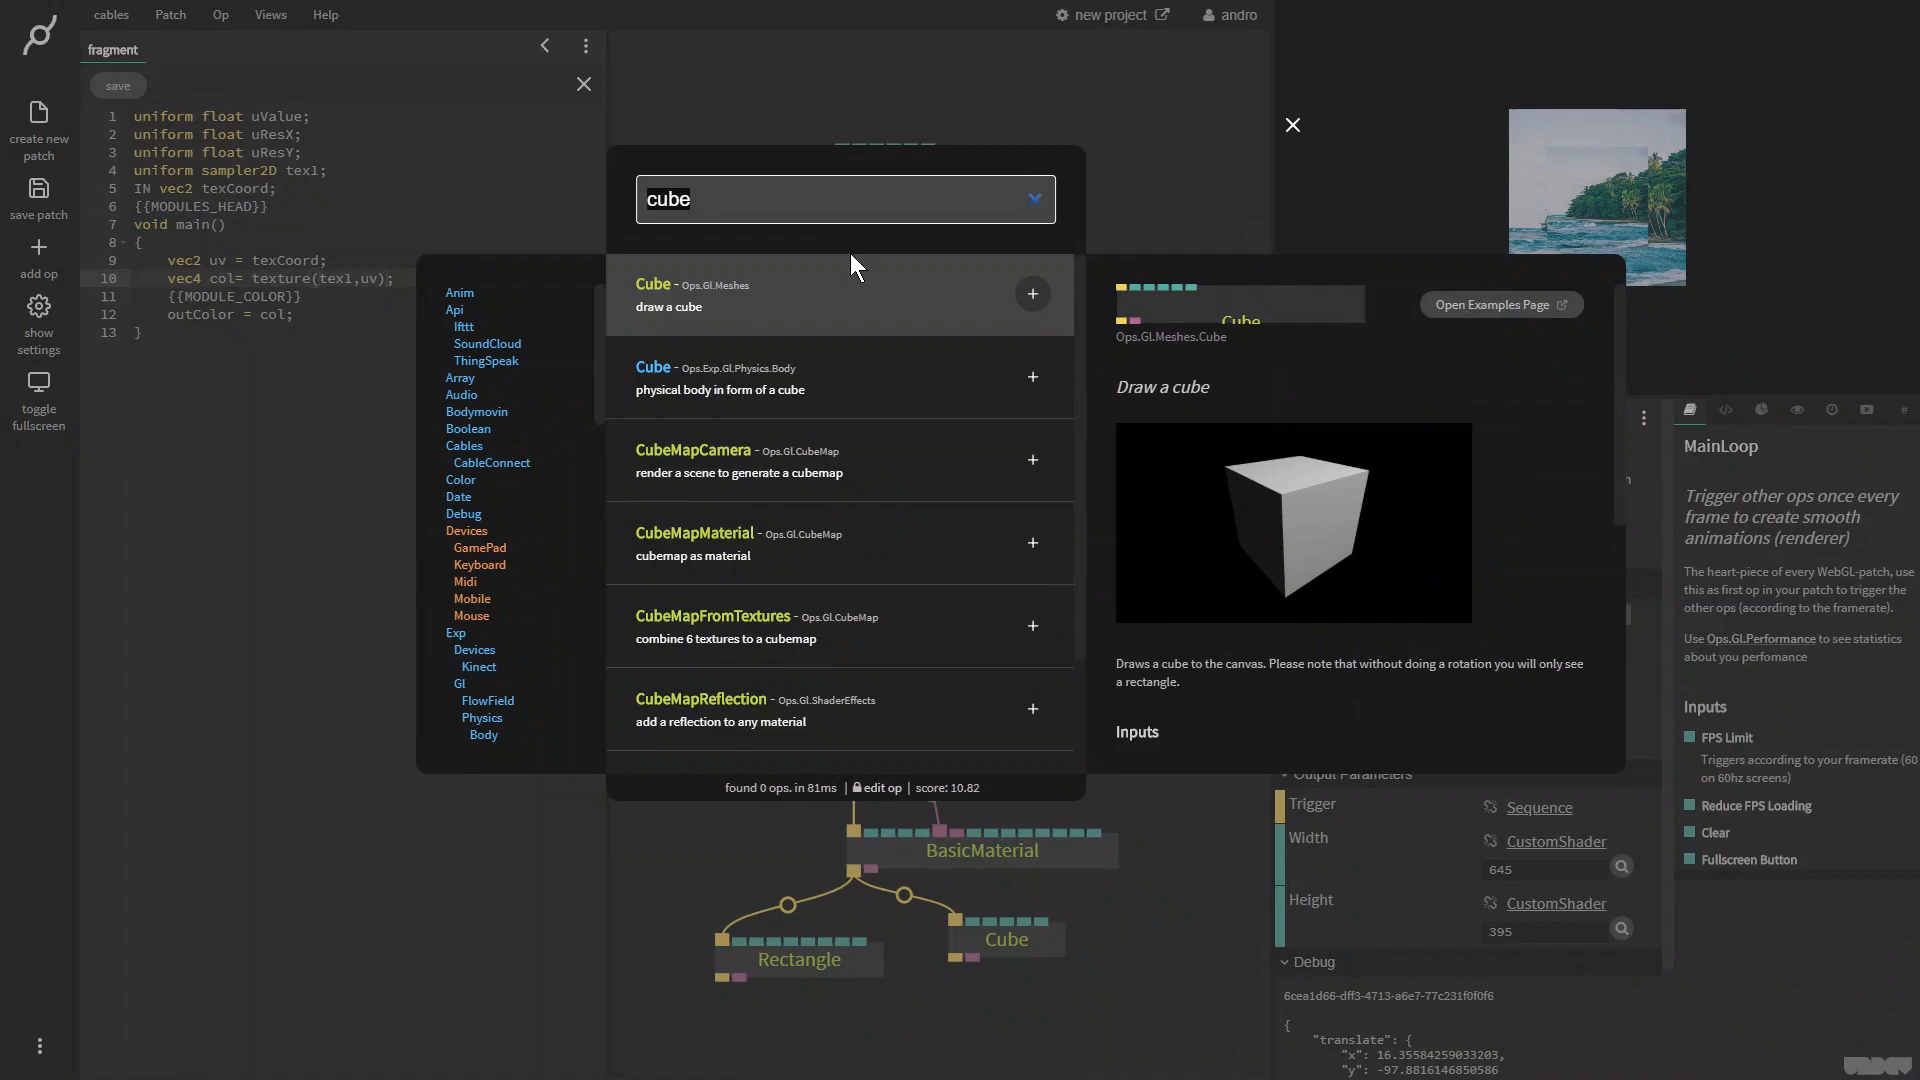 cables
Patch
Op
Views
Help
new project
andro
fragment
save
create new
patch
save patch
add op
show
settings
toggle
fullscreen
1 uniform float uValue;
2 uniform float uResX;
3 uniform float uResY;
4 uniform sampler2D tex1;
5 IN vec2 texCoord;
6 {{MODULES_HEAD}}
7 void main()
8 {
9 vec2 uv = texCoord;
10 vec4 col= texture(tex1,uv);
11 {{MODULE_COLOR}}
12 outColor = col;
13 }
cube
Anim
Api
Ifttt
SoundCloud
ThingSpeak
Array
Audio
Bodymovin
Boolean
Cables
CableConnect
Color
Date
Debug
Devices
GamePad
Keyboard
Midi
Mobile
Mouse
Exp
Devices
Kinect
Gl
FlowField
Physics
Body
Cube - Ops.Gl.Meshes
draw a cube
Cube - Ops.Exp.Gl.Physics.Body
physical body in form of a cube
CubeMapCamera - Ops.Gl.CubeMap
render a scene to generate a cubemap
CubeMapMaterial - Ops.Gl.CubeMap
cubemap as material
CubeMapFromTextures - Ops.Gl.CubeMap
combine 6 textures to a cubemap
CubeMapReflection - Ops.Gl.ShaderEffects
add a reflection to any material
found 0 ops. in 81ms | edit op | score: 10.82
Cube
Ops.Gl.Meshes.Cube
Open Examples Page
Draw a cube
Draws a cube to the canvas. Please note that without doing a rotation you will only see
a rectangle.
Inputs
BasicMaterial
Rectangle
Cube
Output Parameters
Trigger
Sequence
Width
CustomShader
645
Height
CustomShader
395
Debug
6cea1d66-dff3-4713-a6e7-77c231f0f0f6
{
"translate": {
"x": 16.35584259033203,
"y": -97.8816146850586
#
MainLoop
Trigger other ops once every
frame to create smooth
animations (renderer)
The heart-piece of every WebGL-patch, use
this as first op in your patch to trigger the
other ops (according to the framerate).
Use Ops.Gl.Performance to see statistics
about you perfomance
Inputs
FPS Limit
Triggers according to your framerate (60
on 60hz screens)
Reduce FPS Loading
Clear
Fullscreen Button